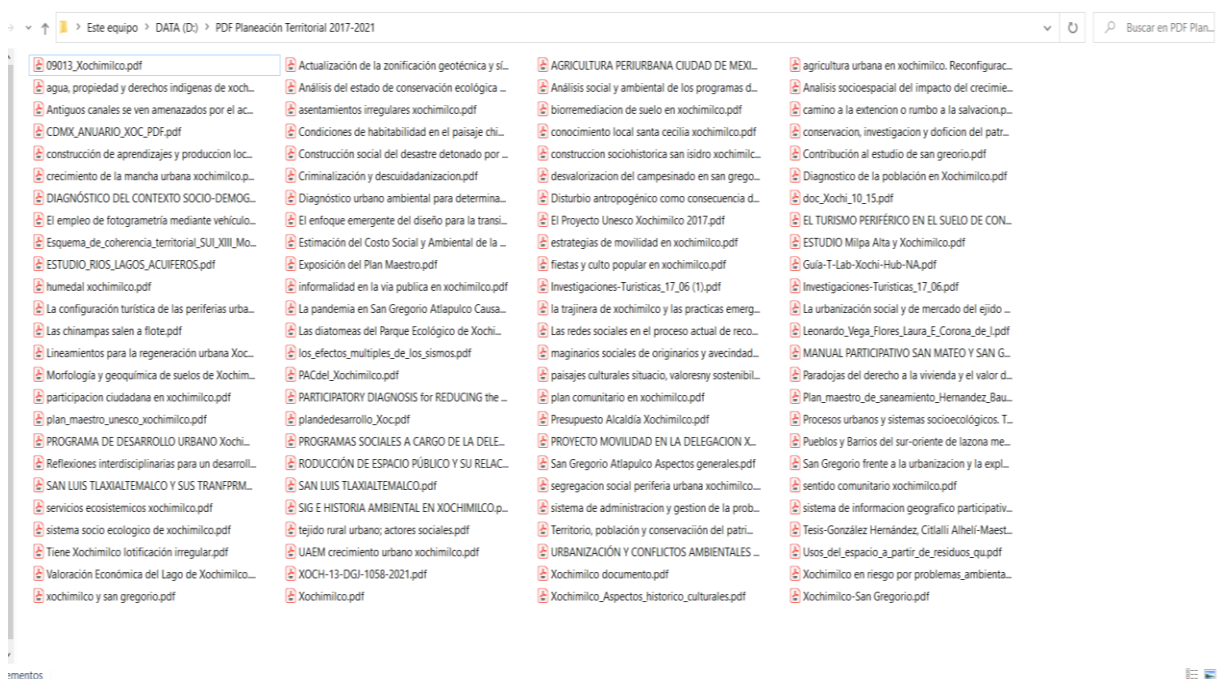 Este equipo > DATA (D:) > PDF Planeación Territorial 2017-2021
Buscar en PDF Plan...
09013_Xochimilco.pdf
Actualización de la zonificación geotécnica y sí...
AGRICULTURA PERIURBANA CIUDAD DE MEXI...
agricultura urbana en xochimilco. Reconfigurac...
agua, propiedad y derechos indigenas de xoch...
Análisis del estado de conservación ecológica ...
Análisis social y ambiental de los programas d...
Analisis socioespacial del impacto del crecimie...
Antiguos canales se ven amenazados por el ac...
asentamientos irregulares xochimilco.pdf
biorremediacion de suelo en xochimilco.pdf
camino a la extencion o rumbo a la salvacion.p...
CDMX_ANUARIO_XOC_PDF.pdf
Condiciones de habitabilidad en el paisaje chi...
conocimiento local santa cecilia xochimilco.pdf
conservacion, investigacion y doficion del patr...
construcción de aprendizajes y produccion loc...
Construcción social del desastre detonado por ...
construccion sociohistorica san isidro xochimilc...
Contribución al estudio de san greorio.pdf
crecimiento de la mancha urbana xochimilco.p...
Criminalización y descuidadanizacion.pdf
desvalorizacion del campesinado en san grego...
Diagnostico de la población en Xochimilco.pdf
DIAGNÓSTICO DEL CONTEXTO SOCIO-DEMOG...
Diagnóstico urbano ambiental para determina...
Disturbio antropogénico como consecuencia d...
doc_Xochi_10_15.pdf
El empleo de fotogrametría mediante vehículo...
El enfoque emergente del diseño para la transi...
El Proyecto Unesco Xochimilco 2017.pdf
EL TURISMO PERIFÉRICO EN EL SUELO DE CON...
Esquema_de_coherencia_territorial_SUI_XIII_Mo...
Estimación del Costo Social y Ambiental de la ...
estrategias de movilidad en xochimilco.pdf
ESTUDIO Milpa Alta y Xochimilco.pdf
ESTUDIO_RIOS_LAGOS_ACUIFEROS.pdf
Exposición del Plan Maestro.pdf
fiestas y culto popular en xochimilco.pdf
Guía-T-Lab-Xochi-Hub-NA.pdf
humedal xochimilco.pdf
informalidad en la via publica en xochimilco.pdf
Investigaciones-Turisticas_17_06 (1).pdf
Investigaciones-Turisticas_17_06.pdf
La configuración turística de las periferias urba...
La pandemia en San Gregorio Atlapulco Causa...
la trajinera de xochimilco y las practicas emerg...
La urbanización social y de mercado del ejido ...
Las chinampas salen a flote.pdf
Las diatomeas del Parque Ecológico de Xochi...
Las redes sociales en el proceso actual de reco...
Leonardo_Vega_Flores_Laura_E_Corona_de_l.pdf
Lineamientos para la regeneración urbana Xoc...
los_efectos_multiples_de_los_sismos.pdf
maginarios sociales de originarios y avecindad...
MANUAL PARTICIPATIVO SAN MATEO Y SAN G...
Morfología y geoquímica de suelos de Xochim...
PACdel_Xochimilco.pdf
paisajes culturales situacio, valoresny sostenibil...
Paradojas del derecho a la vivienda y el valor d...
participacion ciudadana en xochimilco.pdf
PARTICIPATORY DIAGNOSIS for REDUCING the ...
plan comunitario en xochimilco.pdf
Plan_maestro_de_saneamiento_Hernandez_Bau...
plan_maestro_unesco_xochimilco.pdf
plandedesarrollo_Xoc.pdf
Presupuesto Alcaldía Xochimilco.pdf
Procesos urbanos y sistemas socioecológicos. T...
PROGRAMA DE DESARROLLO URBANO Xochi...
PROGRAMAS SOCIALES A CARGO DE LA DELE...
PROYECTO MOVILIDAD EN LA DELEGACION X...
Pueblos y Barrios del sur-oriente de lazona me...
Reflexiones interdisciplinarias para un desarroll...
RODUCCIÓN DE ESPACIO PÚBLICO Y SU RELAC...
San Gregorio Atlapulco Aspectos generales.pdf
San Gregorio frente a la urbanizacion y la expl...
SAN LUIS TLAXIALTEMALCO Y SUS TRANFPRM...
SAN LUIS TLAXIALTEMALCO.pdf
segregacion social periferia urbana xochimilco....
sentido comunitario xochimilco.pdf
servicios ecosistemicos xochimilco.pdf
SIG E HISTORIA AMBIENTAL EN XOCHIMILCO.p...
sistema de administracion y gestion de la prob...
sistema de informacion geografico participativ...
sistema socio ecologico de xochimilco.pdf
tejido rural urbano; actores sociales.pdf
Territorio, población y conservaciión del patri...
Tesis-González Hernández, Citlalli Alhelí-Maest...
Tiene Xochimilco lotificación irregular.pdf
UAEM crecimiento urbano xochimilco.pdf
URBANIZACIÓN Y CONFLICTOS AMBIENTALES ...
Usos_del_espacio_a_partir_de_residuos_qu.pdf
Valoración Económica del Lago de Xochimilco....
XOCH-13-DGJ-1058-2021.pdf
Xochimilco documento.pdf
Xochimilco en riesgo por problemas_ambienta...
xochimilco y san gregorio.pdf
Xochimilco.pdf
Xochimilco_Aspectos_historico_culturales.pdf
Xochimilco-San Gregorio.pdf
ementos